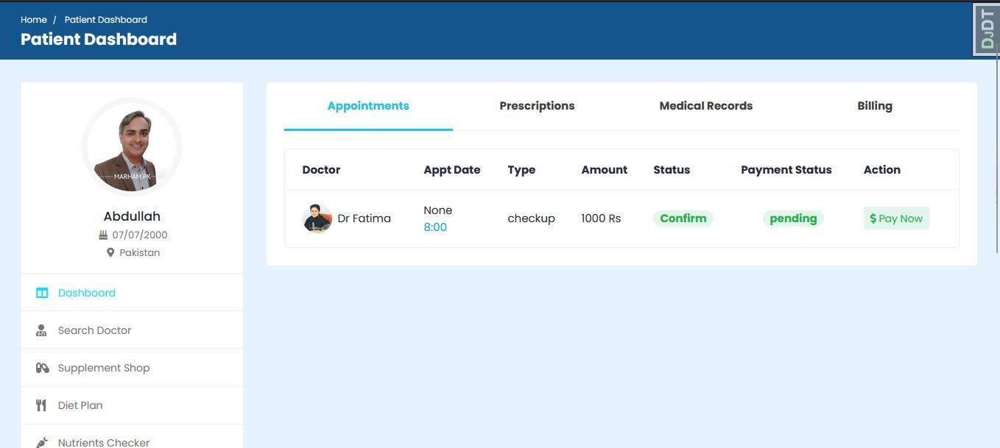 Home / Patient Dashboard
Patient Dashboard
DJDT
MARHAM.PK
Abdullah
07/07/2000
Pakistan
Dashboard
Search Doctor
Supplement Shop
Diet Plan
Nutrients Checker
Appointments Prescriptions Medical Records Billing
Doctor Appt Date Type Amount Status Payment Status Action
Dr Fatima None 8:00 checkup 1000 Rs Confirm pending $ Pay Now